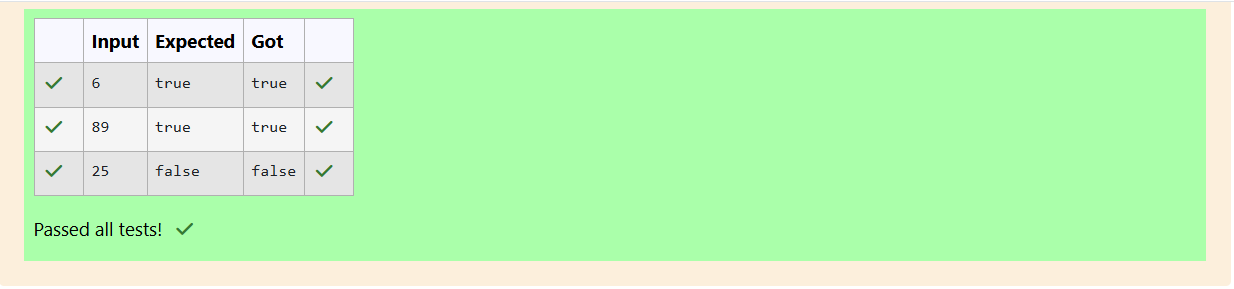 Input Expected Got
6 true true
89 true true
25 false false
Passed all tests!